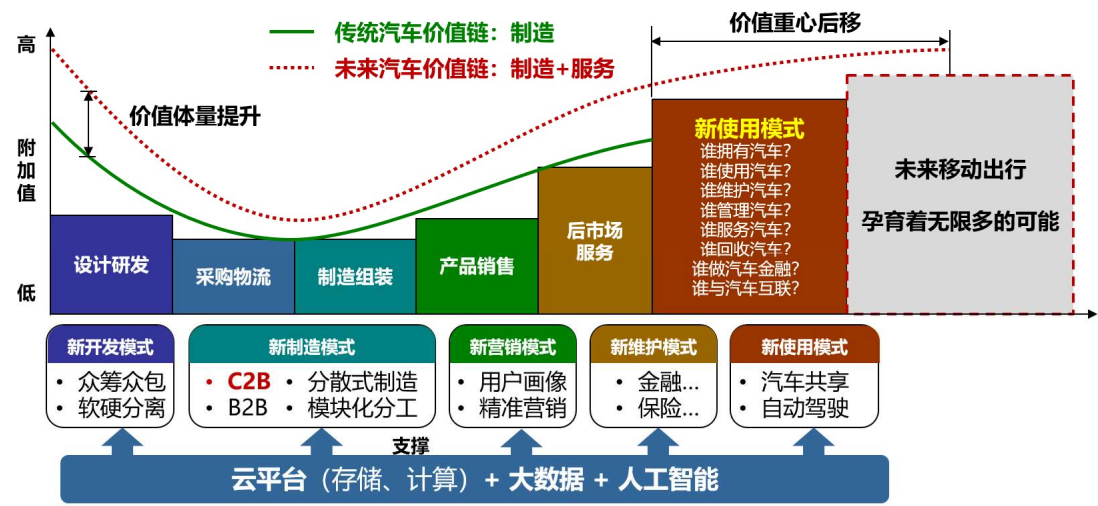 高
传统汽车价值链：制造
未来汽车价值链：制造+服务
价值重心后移
价值体量提升
附加值
低
设计研发
采购物流
制造组装
产品销售
后市场
服务
新使用模式
谁拥有汽车？
谁使用汽车？
谁维护汽车？
谁管理汽车？
谁服务汽车？
谁回收汽车？
谁做汽车金融？
谁与汽车互联？
未来移动出行
孕育着无限多的可能
新开发模式
• 众筹众包
• 软硬分离
新制造模式
• C2B • 分散式制造
• B2B • 模块化分工
新营销模式
• 用户画像
• 精准营销
新维护模式
• 金融...
• 保险...
新使用模式
• 汽车共享
• 自动驾驶
支撑
云平台（存储、计算）+ 大数据 + 人工智能